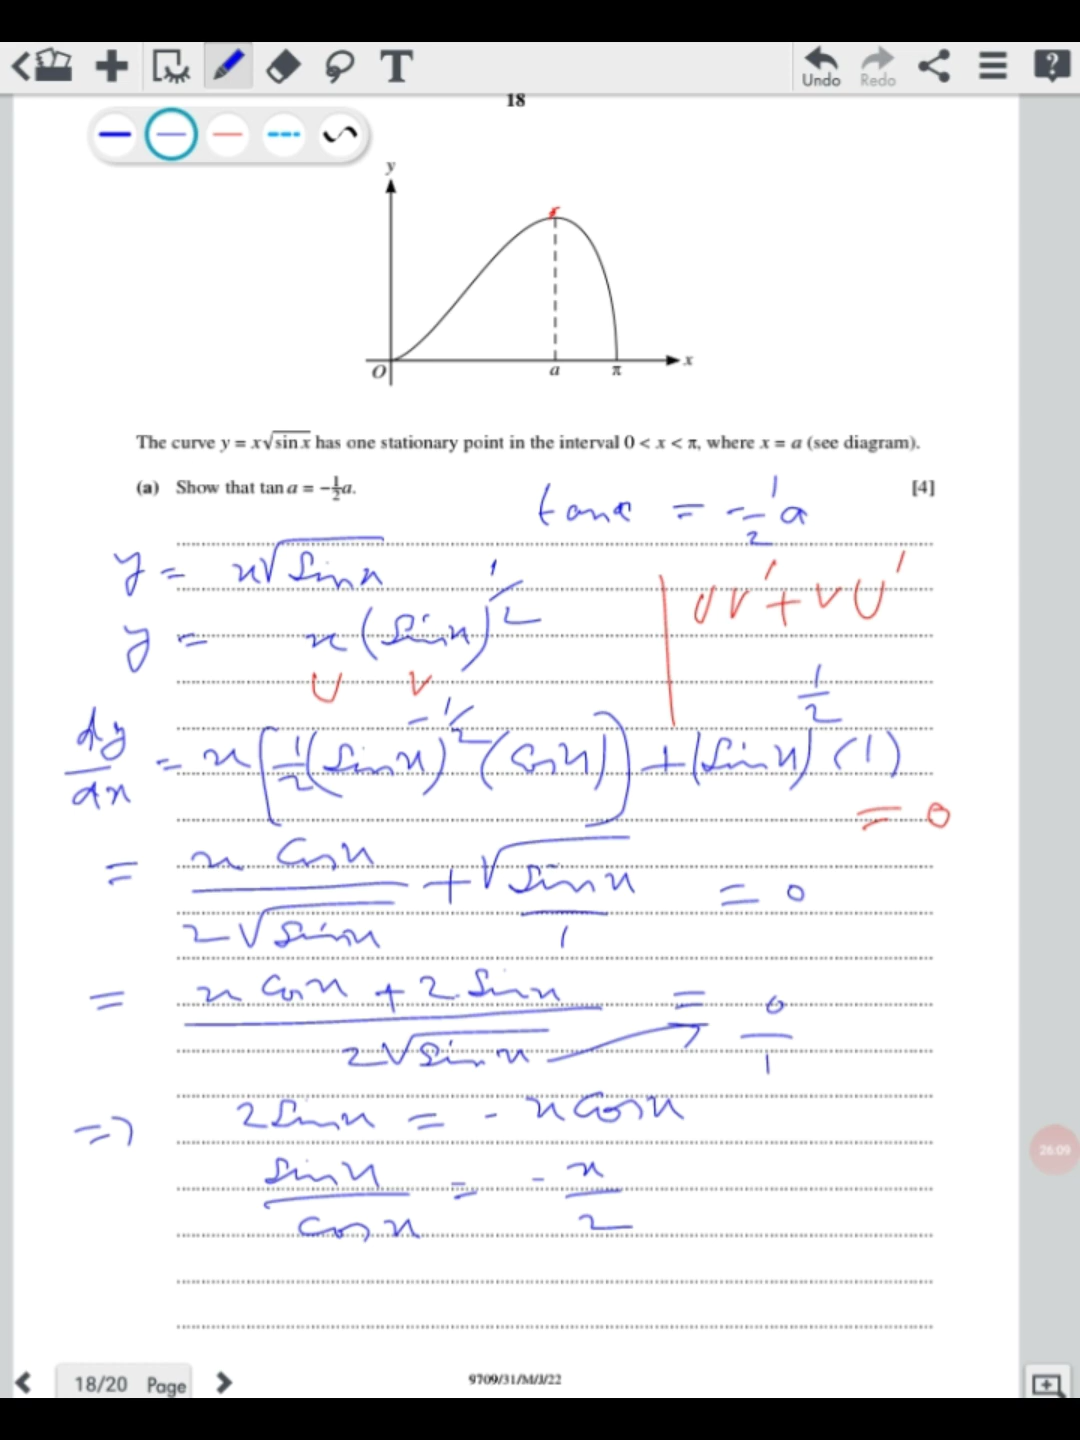 Undo Redo
18
y
O a π x
The curve y = x√sin x has one stationary point in the interval 0 < x < π, where x = a (see diagram).
(a) Show that tan a = −½a. [4]
tan a = −1/2 a
y = x√sin x
y = x(sin x)^1/2
UV' + VU'
U V
dy/dx = x[1/2(sin x)^−1/2 (cos x)] + (sin x)^1/2 (1)
= 0
= x cos x / 2√sin x + √sin x / 1 = 0
= x cos x + 2 sin x / 2√sin x = 0/1
=> 2 sin x = - x cos x
sin x / cos x = - x/2
26:09
18/20 Page
9709/31/M/J/22